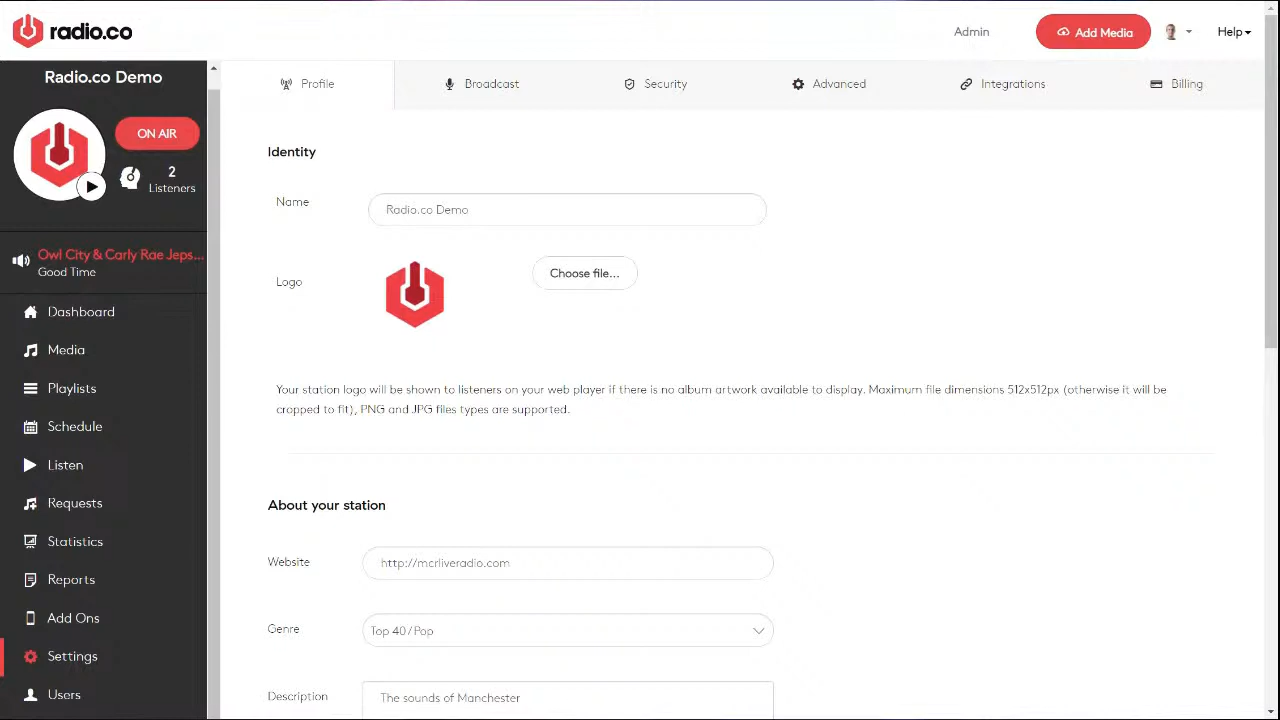 radio.co
Admin
Add Media
Help
Radio.co Demo
ON AIR
2
Listeners
Owl City & Carly Rae Jeps...
Good Time
Dashboard
Media
Playlists
Schedule
Listen
Requests
Statistics
Reports
Add Ons
Settings
Users
Profile
Broadcast
Security
Advanced
Integrations
Billing
Identity
Name
Radio.co Demo
Logo
Choose file...
Your station logo will be shown to listeners on your web player if there is no album artwork available to display. Maximum file dimensions 512x512px (otherwise it will be
cropped to fit), PNG and JPG files types are supported.
About your station
Website
http://mcrliveradio.com
Genre
Top 40/Pop
Description
The sounds of Manchester